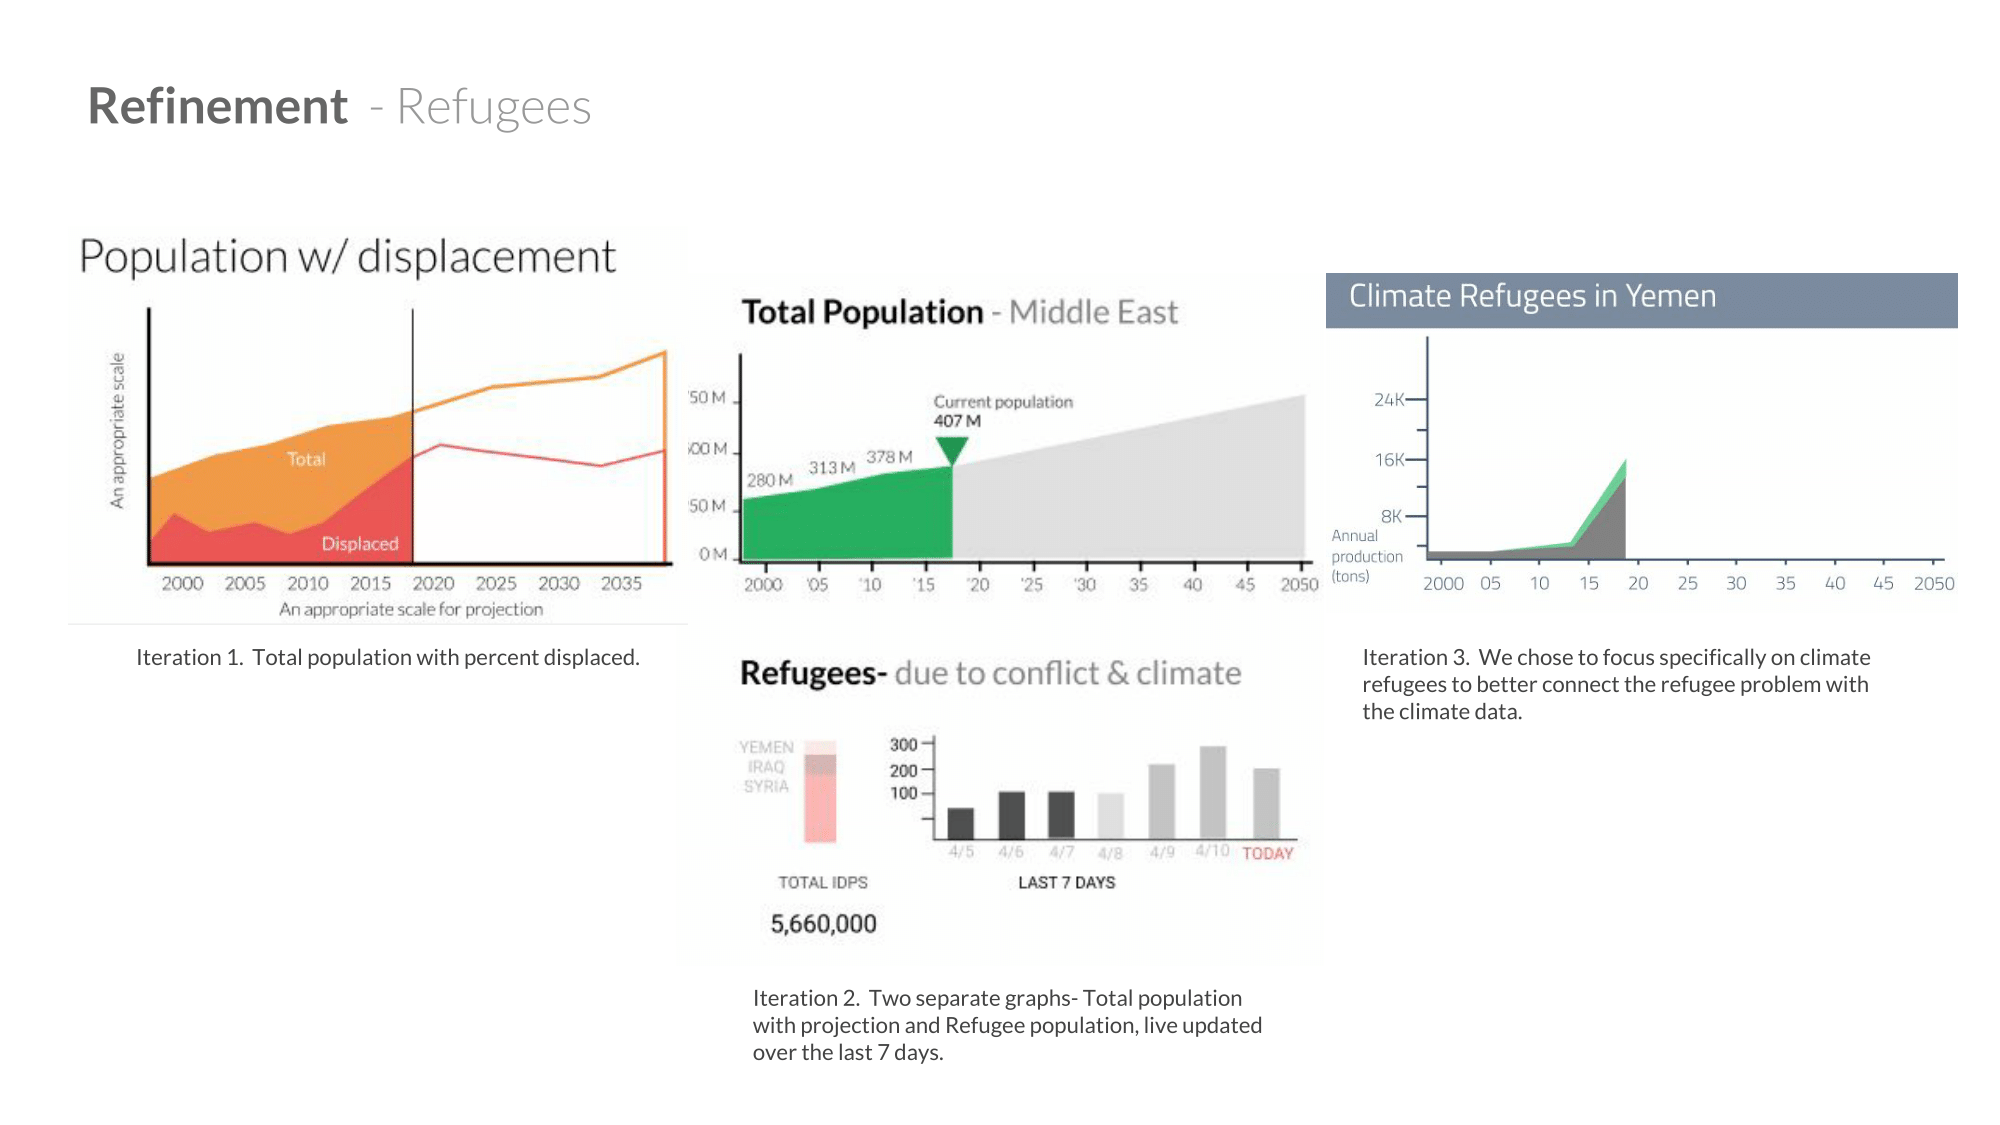 Refinement - Refugees
Population w/ displacement
An appropriate scale
Total
Displaced
2000 2005 2010 2015 2020 2025 2030 2035
An appropriate scale for projection
Iteration 1. Total population with percent displaced.
Total Population - Middle East
50 M
00 M
50 M
0 M
280 M
313 M
378 M
Current population
407 M
2000 '05 '10 '15 '20 '25 '30 35 40 45 2050
Refugees- due to conflict & climate
YEMEN
IRAQ
SYRIA
TOTAL IDPS
5,660,000
300
200
100
4/5 4/6 4/7 4/8 4/9 4/10 TODAY
LAST 7 DAYS
Iteration 2. Two separate graphs- Total population
with projection and Refugee population, live updated
over the last 7 days.
Climate Refugees in Yemen
24K
16K
8K
Annual
production
(tons)
2000 05 10 15 20 25 30 35 40 45 2050
Iteration 3. We chose to focus specifically on climate
refugees to better connect the refugee problem with
the climate data.